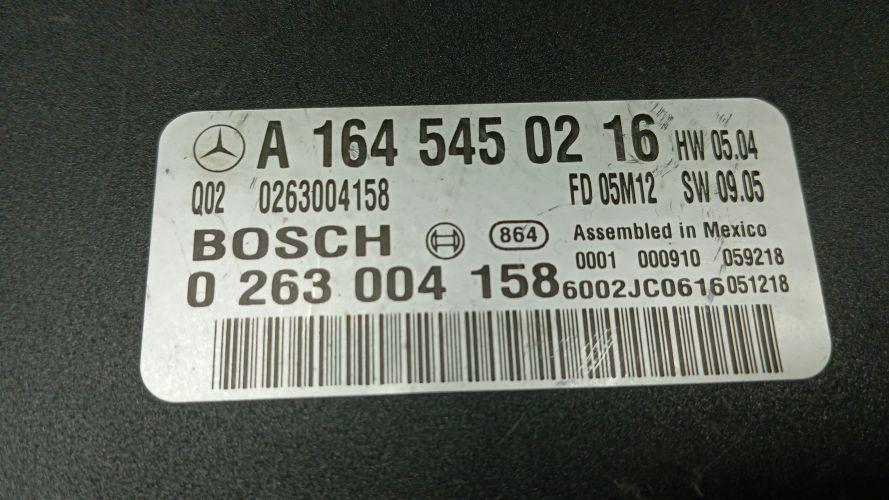 A 164 545 02 16 HW 05.04
Q02 0263004158 FD 05M12 SW 09.05
BOSCH 864 Assembled in Mexico
0001 000910 059218
0 263 004 158 6002JC0616 051218